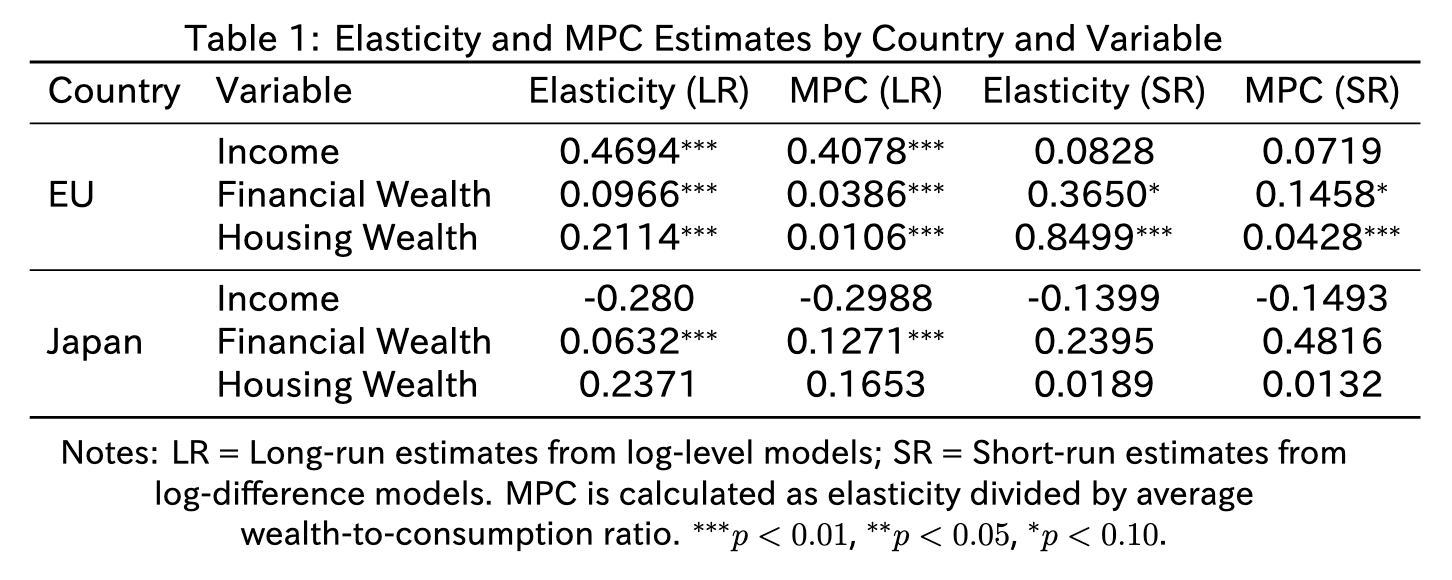 Table 1: Elasticity and MPC Estimates by Country and Variable
Country Variable Elasticity (LR) MPC (LR) Elasticity (SR) MPC (SR)
Income 0.4694*** 0.4078*** 0.0828 0.0719
EU Financial Wealth 0.0966*** 0.0386*** 0.3650* 0.1458*
Housing Wealth 0.2114*** 0.0106*** 0.8499*** 0.0428***
Income -0.280 -0.2988 -0.1399 -0.1493
Japan Financial Wealth 0.0632*** 0.1271*** 0.2395 0.4816
Housing Wealth 0.2371 0.1653 0.0189 0.0132
Notes: LR = Long-run estimates from log-level models; SR = Short-run estimates from
log-difference models. MPC is calculated as elasticity divided by average
wealth-to-consumption ratio. ***p < 0.01, **p < 0.05, *p < 0.10.